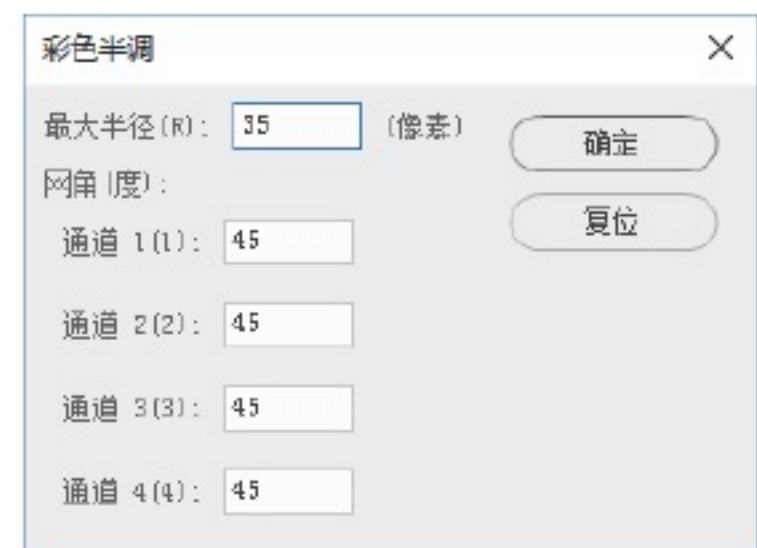 彩色半调
最大半径(R): 35 (像素)
确定
网角(度):
复位
通道 1(1): 45
通道 2(2): 45
通道 3(3): 45
通道 4(4): 45